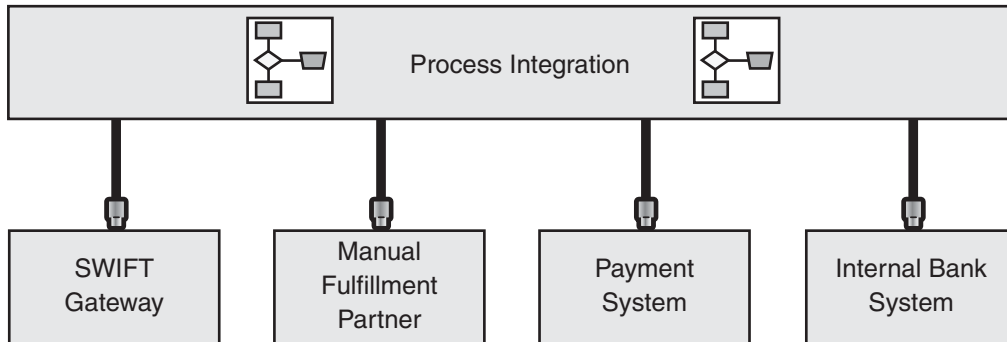 Process Integration
SWIFT
Gateway
Manual
Fulfillment
Partner
Payment
System
Internal Bank
System